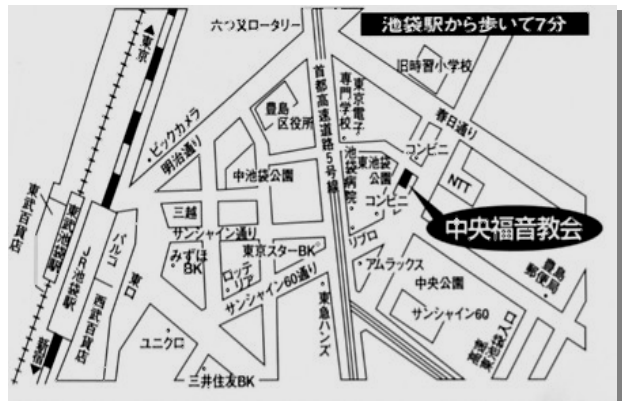 池袋駅から歩いて7分
六つ又ロータリー
東京
旧時習小学校
首都高速道路5号線
東京電子
専門学校
豊島
区役所
春日通り
ビックカメラ
明治通り
コンビニ
中池袋公園
池袋病院
東池袋
公園
NTT
コンビニ
中央福音教会
三越
サンシャイン通り
東武百貨店
東武池袋駅
JR池袋駅
パルコ
西武百貨店
東口
みずほ
BK
ロッテ
リア
東京スターBK
サンシャイン60通り
リブロ
アムラックス
中央公園
サンシャイン60
豊島
郵便局
東急ハンズ
ユニクロ
三井住友BK
新宿